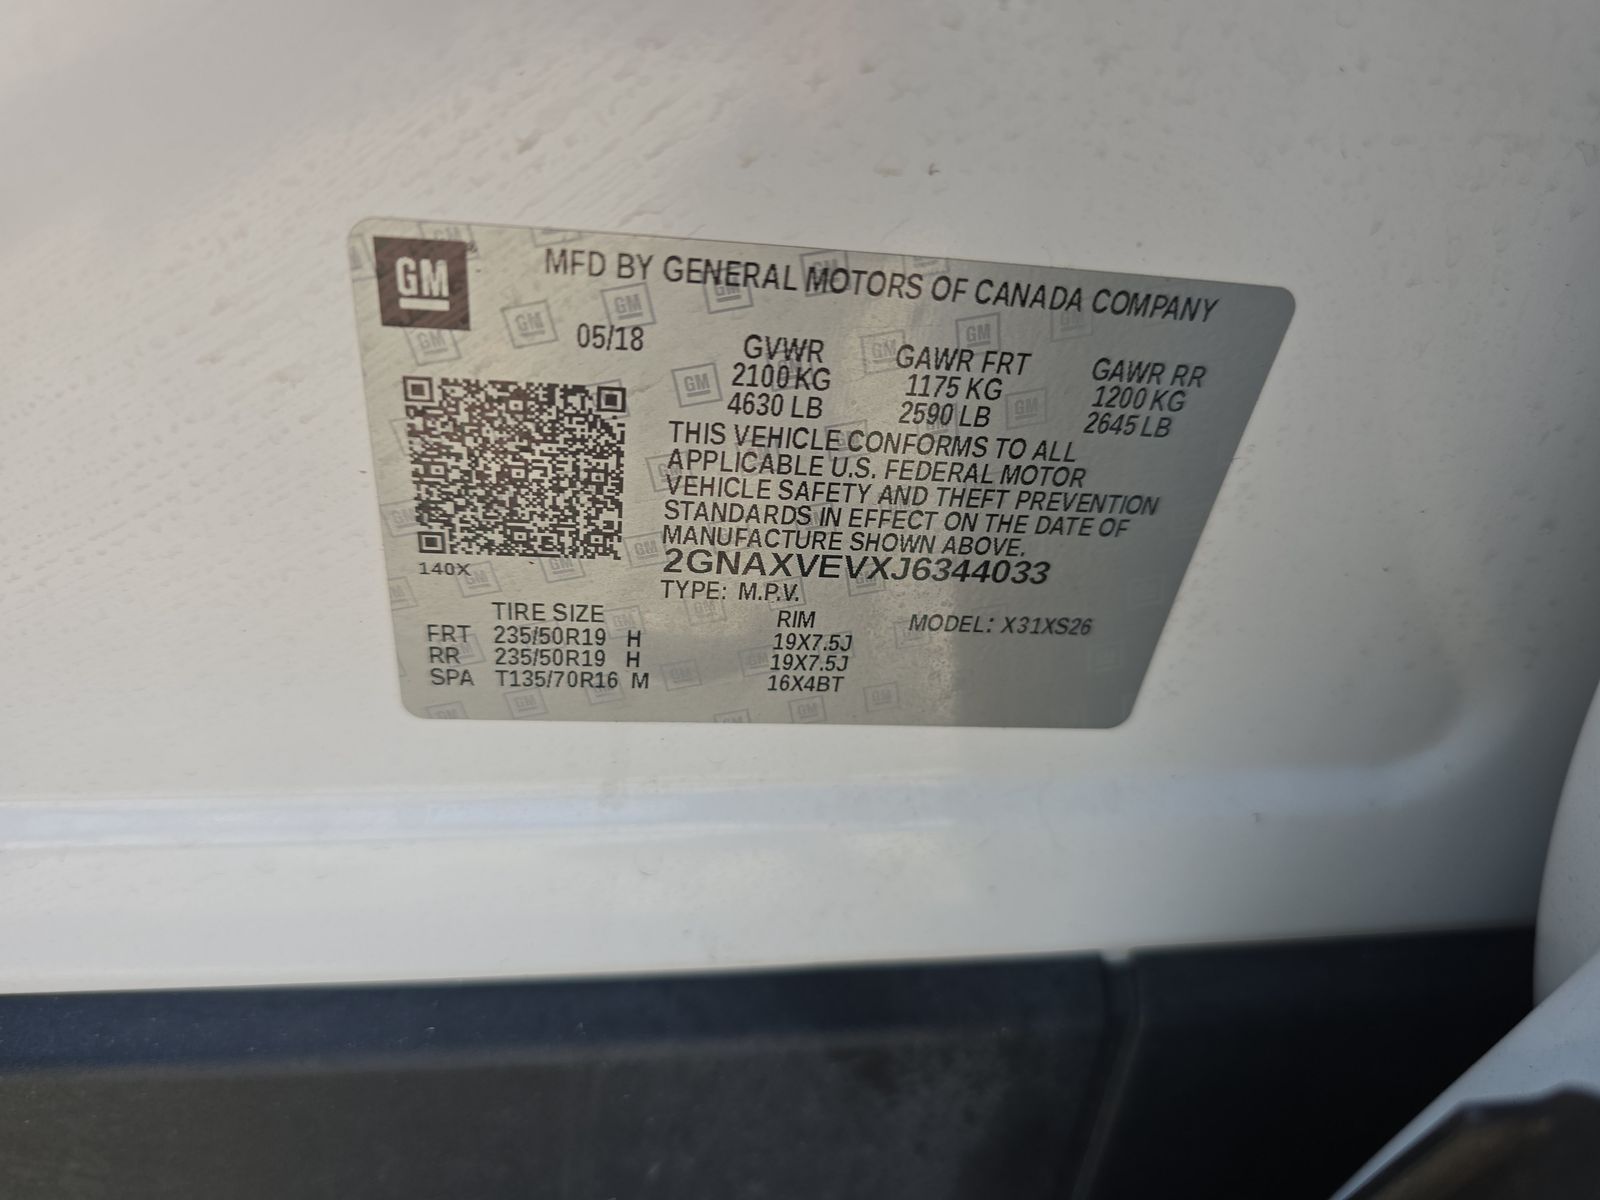 GM
MFD BY GENERAL MOTORS OF CANADA COMPANY
05/18
GVWR GAWR FRT GAWR RR
2100 KG 1175 KG 1200 KG
4630 LB 2590 LB 2645 LB
THIS VEHICLE CONFORMS TO ALL
APPLICABLE U.S. FEDERAL MOTOR
VEHICLE SAFETY AND THEFT PREVENTION
STANDARDS IN EFFECT ON THE DATE OF
MANUFACTURE SHOWN ABOVE.
140X
2GNAXVEVXJ6344033
TYPE: M.P.V.
TIRE SIZE RIM MODEL: X31XS26
FRT 235/50R19 H 19X7.5J
RR 235/50R19 H 19X7.5J
SPA T135/70R16 M 16X4BT